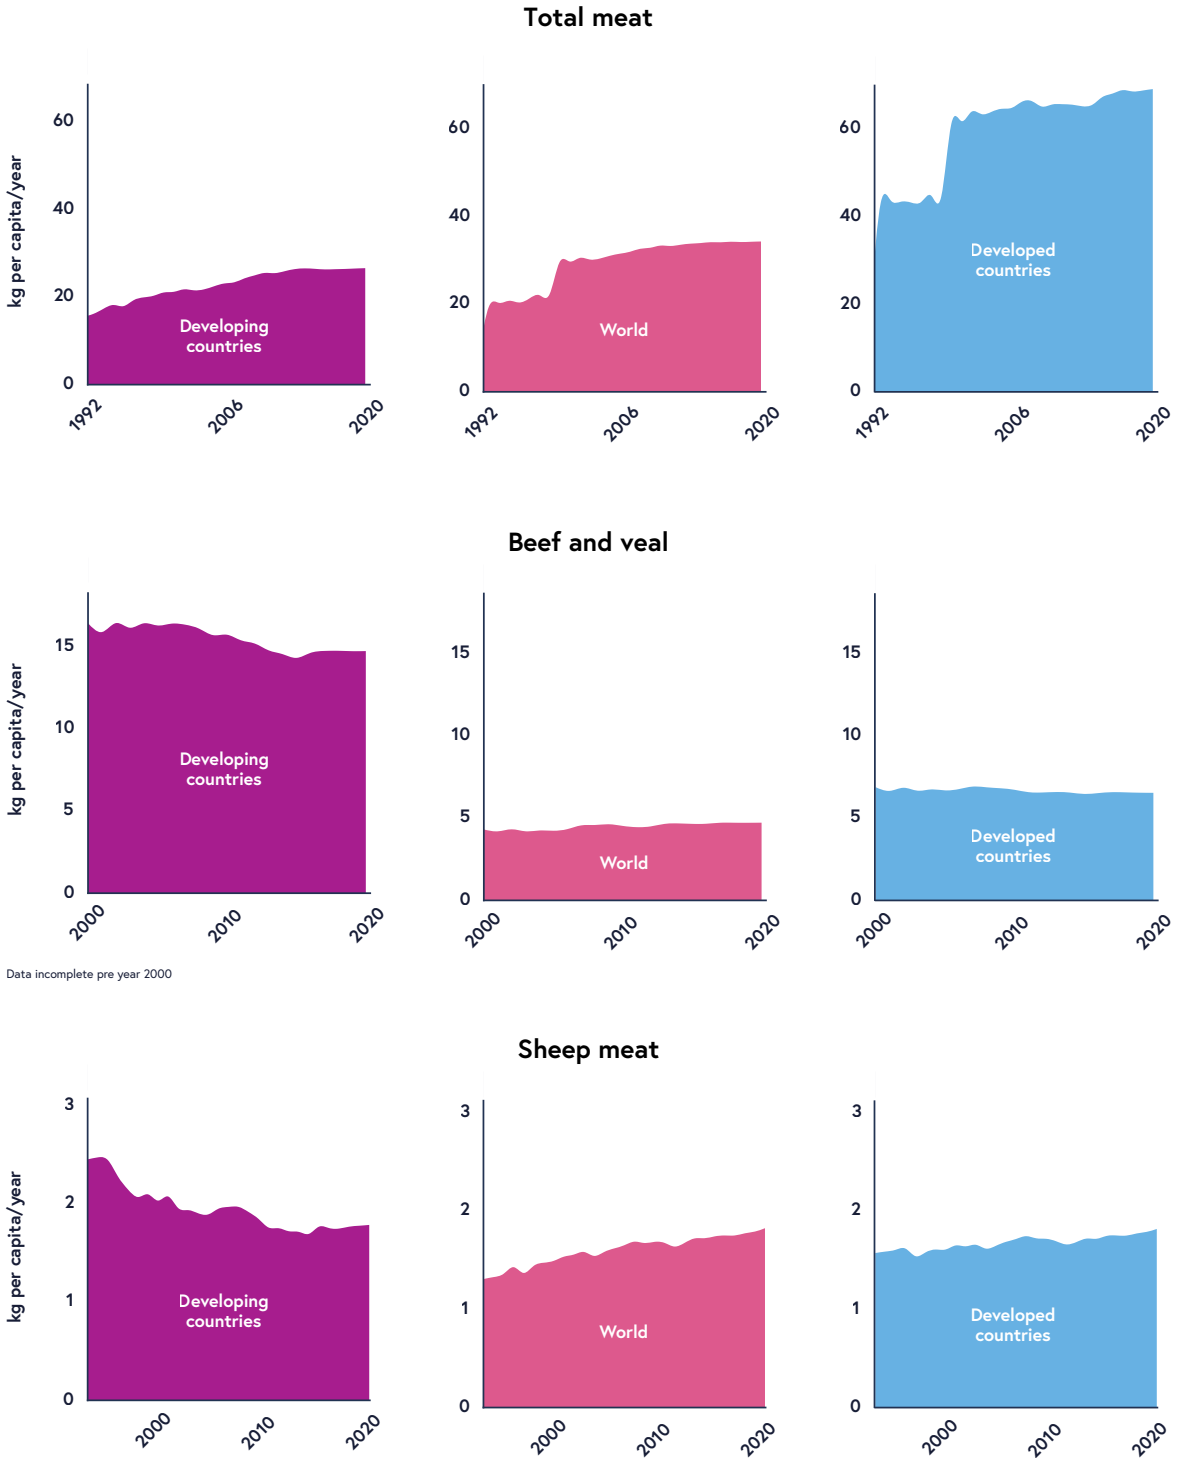 Total meat
kg per capita/year
60
40
20
0
Developing
countries
1992
2006
2020
60
40
20
0
World
1992
2006
2020
60
40
20
0
Developed
countries
1992
2006
2020
Beef and veal
kg per capita/year
15
10
5
0
Developing
countries
2000
2010
2020
15
10
5
0
World
2000
2010
2020
15
10
5
0
Developed
countries
2000
2010
2020
Data incomplete pre year 2000
Sheep meat
kg per capita/year
3
2
1
0
Developing
countries
2000
2010
2020
3
2
1
0
World
2000
2010
2020
3
2
1
0
Developed
countries
2000
2010
2020